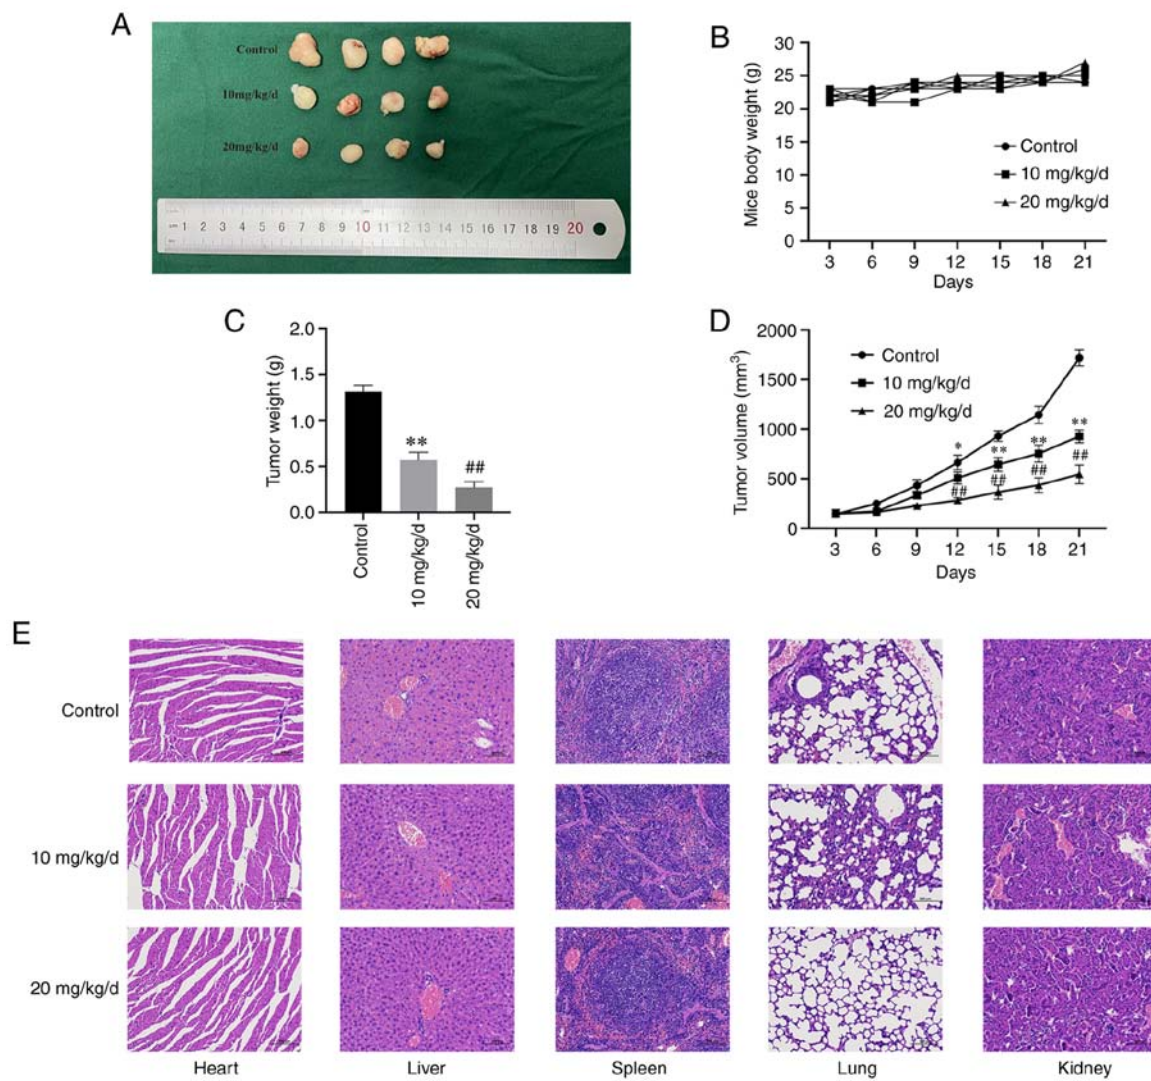 A
Control
10mg/kg/d
20mg/kg/d
1 2 3 4 5 6 7 8 9 10 11 12 13 14 15 16 17 18 19 20
B
Mice body weight (g)
30
25
20
15
10
5
0
Control
10 mg/kg/d
20 mg/kg/d
3 6 9 12 15 18 21
Days
C
Tumor weight (g)
2.0
1.5
1.0
0.5
0.0
**
##
Control
10 mg/kg/d
20 mg/kg/d
D
Tumor volume (mm³)
2000
1500
1000
500
0
Control
10 mg/kg/d
20 mg/kg/d
* ** ** **
## ## ## ##
3 6 9 12 15 18 21
Days
E
Control
10 mg/kg/d
20 mg/kg/d
Heart Liver Spleen Lung Kidney